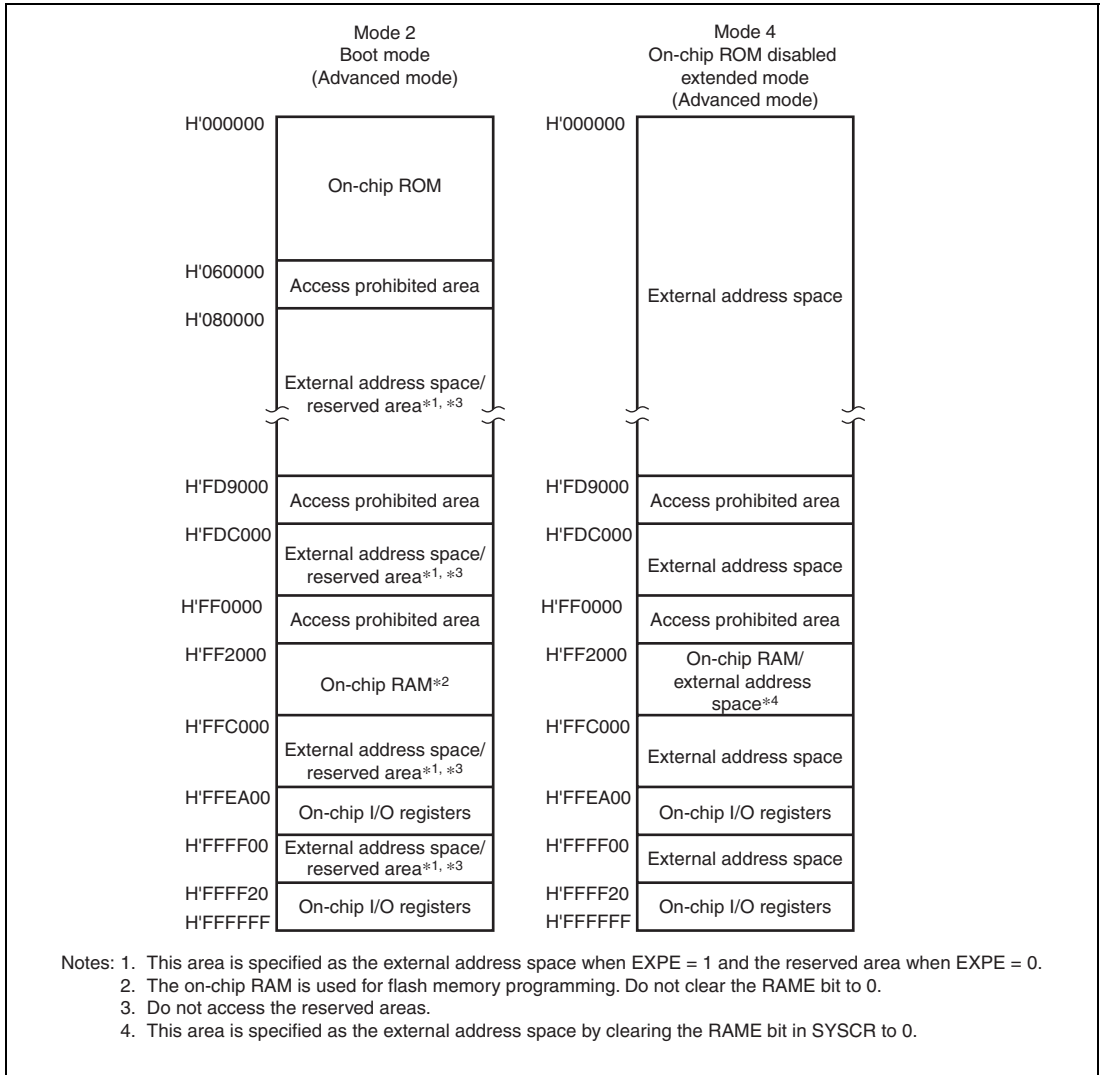 Mode 2
Boot mode
(Advanced mode)
H'000000
On-chip ROM
H'060000
Access prohibited area
H'080000
External address space/
reserved area*1, *3
H'FD9000
Access prohibited area
H'FDC000
External address space/
reserved area*1, *3
H'FF0000
Access prohibited area
H'FF2000
On-chip RAM*2
H'FFC000
External address space/
reserved area*1, *3
H'FFEA00
On-chip I/O registers
H'FFFF00
External address space/
reserved area*1, *3
H'FFFF20
On-chip I/O registers
H'FFFFFF
Mode 4
On-chip ROM disabled
extended mode
(Advanced mode)
H'000000
External address space
H'FD9000
Access prohibited area
H'FDC000
External address space
H'FF0000
Access prohibited area
H'FF2000
On-chip RAM/
external address
space*4
H'FFC000
External address space
H'FFEA00
On-chip I/O registers
H'FFFF00
External address space
H'FFFF20
On-chip I/O registers
H'FFFFFF
Notes: 1. This area is specified as the external address space when EXPE = 1 and the reserved area when EXPE = 0.
2. The on-chip RAM is used for flash memory programming. Do not clear the RAME bit to 0.
3. Do not access the reserved areas.
4. This area is specified as the external address space by clearing the RAME bit in SYSCR to 0.